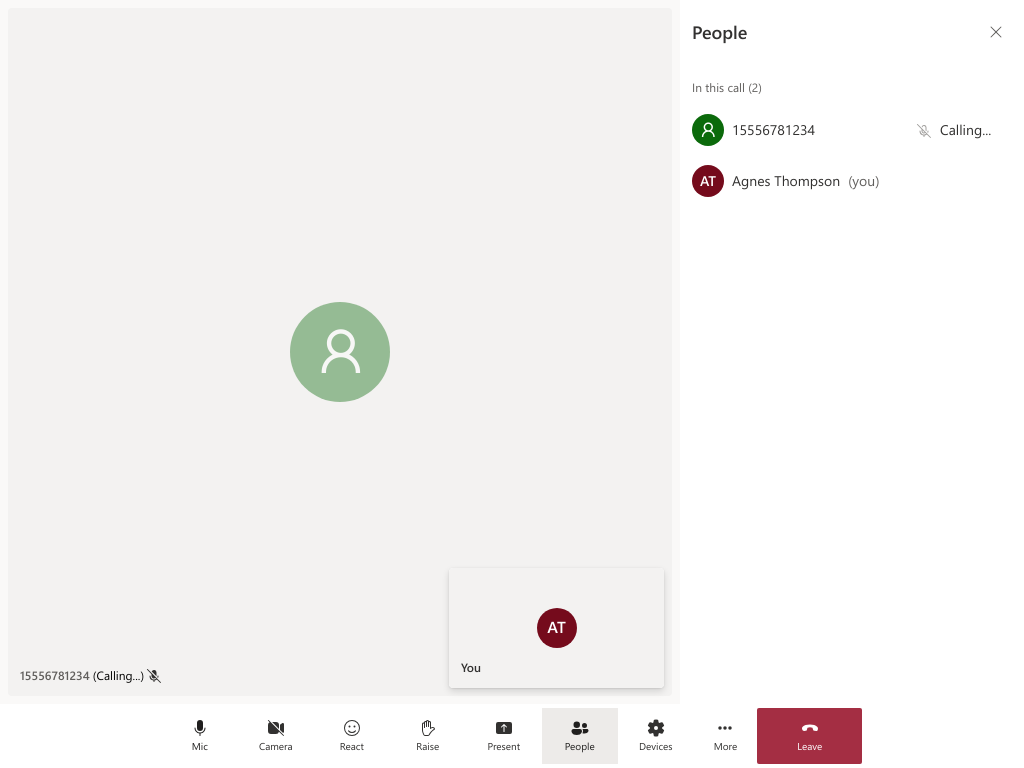 People
In this call (2)
15556781234 Calling...
AT Agnes Thompson (you)
AT
You
15556781234 (Calling...)
Mic Camera React Raise Present People Devices More Leave